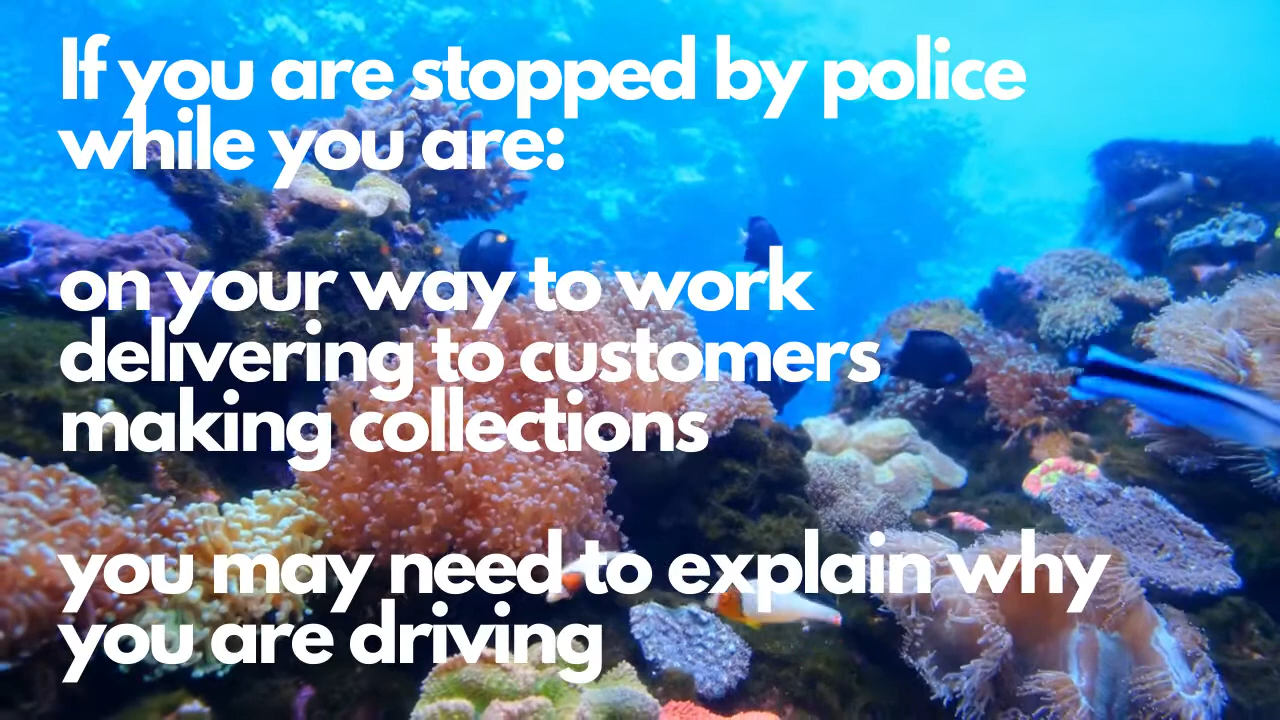 If you are stopped by police
while you are:
on your way to work
delivering to customers
making collections
you may need to explain why
you are driving